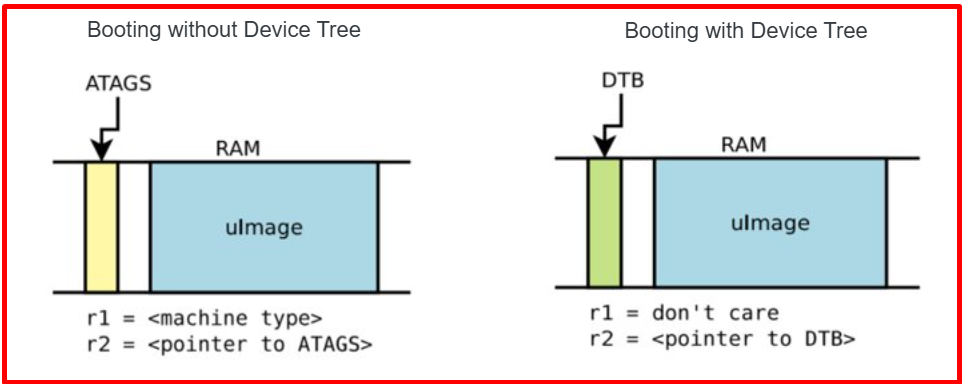 Booting without Device Tree
ATAGS
RAM
uImage
r1 = <machine type>
r2 = <pointer to ATAGS>
Booting with Device Tree
DTB
RAM
uImage
r1 = don't care
r2 = <pointer to DTB>